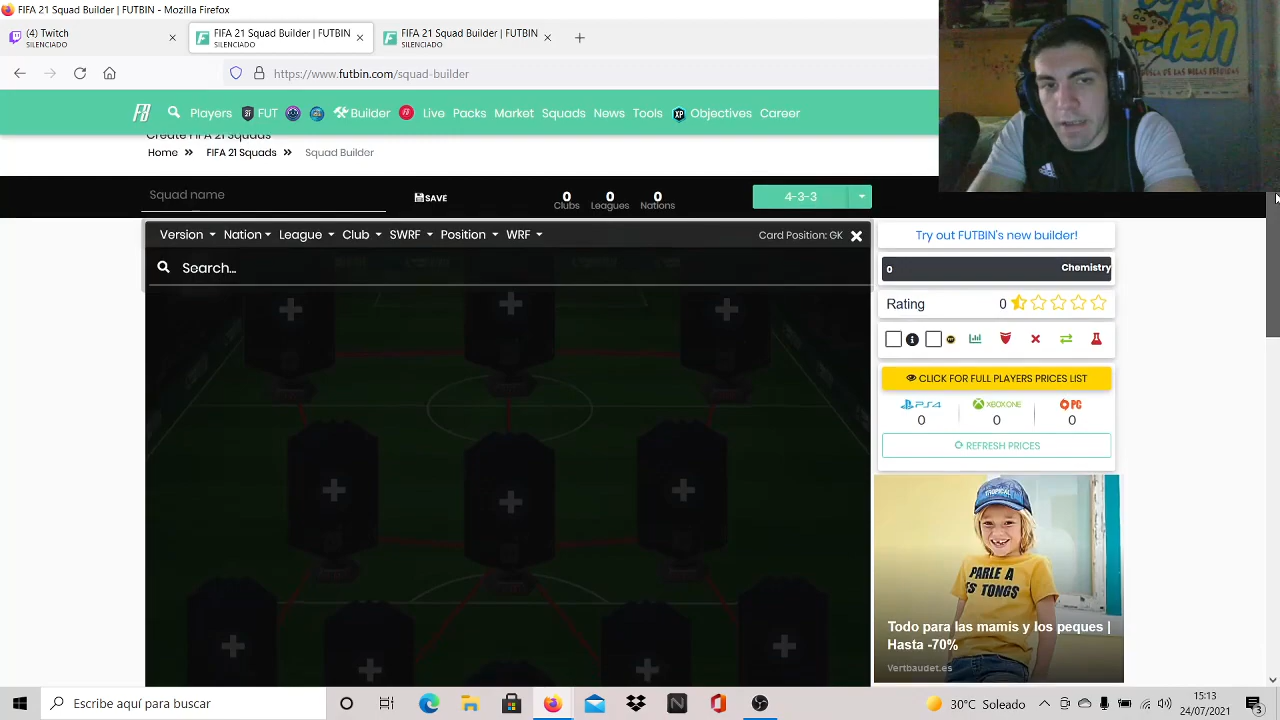 FIFA 21 Squad Builder | FUTBIN - Mozilla Firefox
(4) Twitch
SILENCIADO
FIFA 21 Squad Builder | FUTBIN
SILENCIADO
Builder | FUTBIN
SILENCIADO
www.futbin.com/squad-
Players
FUT
Builder
Live
Packs
Market
Squads
News
Tools
XP
Objectives
Career
Create FIFA 21 Squads
Home » FIFA 21 Squads » Squad Builder
Squad name
SAVE
0 Clubs
0 Leagues
0 Nations
4-3-3
Version
Nation
League
Club
SWRF
Position
WRF
Card Position: GK
Search...
Try out FUTBIN's new builder!
0 Chemistry
Rating 0
CLICK FOR FULL PLAYERS PRICES LIST
PS4
XBOX ONE
PC
0
0
0
REFRESH PRICES
TROPICAL
PARLE A
ES TONGS
Todo para las mamis y los peques |
Hasta -70%
Vertbaudet.es
Escribe aquí para buscar
30°C Soleado
15:13
24/07/2021
3